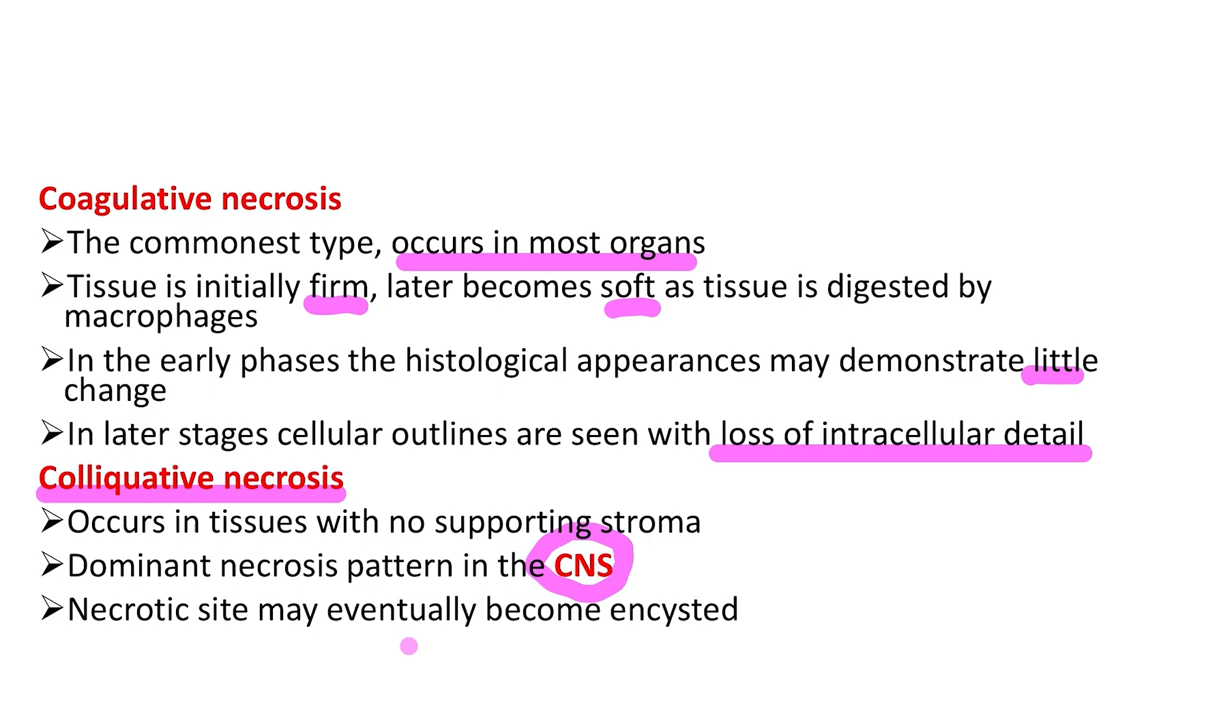 Coagulative necrosis
➢The commonest type, occurs in most organs
➢Tissue is initially firm, later becomes soft as tissue is digested by
macrophages
➢In the early phases the histological appearances may demonstrate little
change
➢In later stages cellular outlines are seen with loss of intracellular detail
Colliquative necrosis
➢Occurs in tissues with no supporting stroma
➢Dominant necrosis pattern in the CNS
➢Necrotic site may eventually become encysted